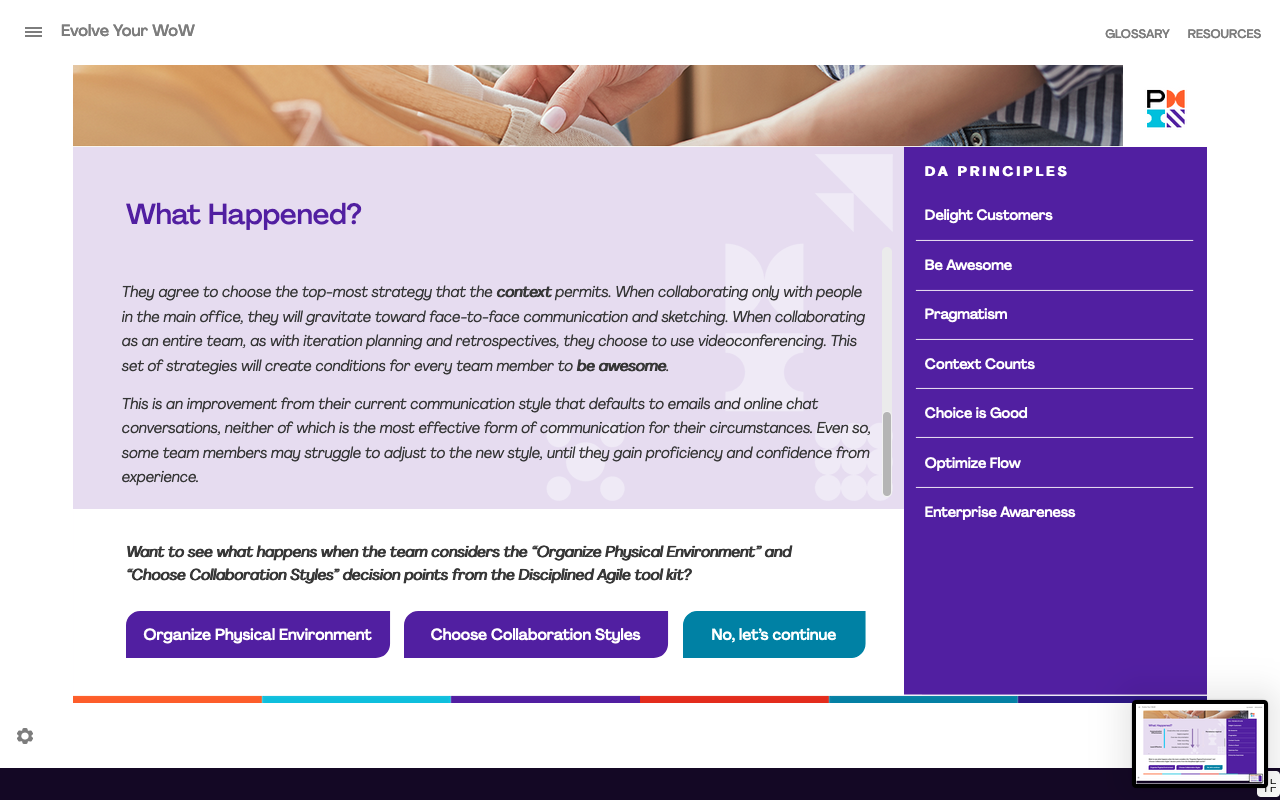 Evolve Your WoW
GLOSSARY
RESOURCES
P
What Happened?
They agree to choose the top-most strategy that the context permits. When collaborating only with people
in the main office, they will gravitate toward face-to-face communication and sketching. When collaborating
as an entire team, as with iteration planning and retrospectives, they choose to use videoconferencing. This
set of strategies will create conditions for every team member to be awesome.
This is an improvement from their current communication style that defaults to emails and online chat
conversations, neither of which is the most effective form of communication for their circumstances. Even so,
some team members may struggle to adjust to the new style, until they gain proficiency and confidence from
experience.
Want to see what happens when the team considers the “Organize Physical Environment” and
“Choose Collaboration Styles” decision points from the Disciplined Agile tool kit?
Organize Physical Environment
Choose Collaboration Styles
No, let’s continue
DA PRINCIPLES
Delight Customers
Be Awesome
Pragmatism
Context Counts
Choice is Good
Optimize Flow
Enterprise Awareness
What Happened?